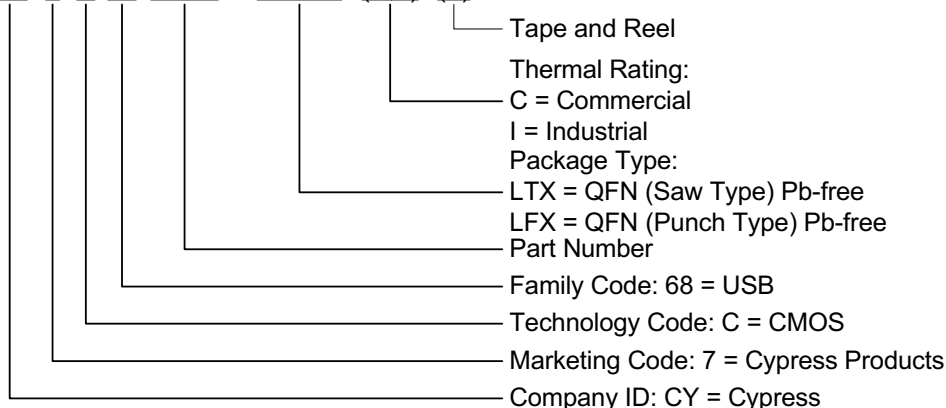 Tape and Reel
Thermal Rating:
C = Commercial
I = Industrial
Package Type:
LTX = QFN (Saw Type) Pb-free
LFX = QFN (Punch Type) Pb-free
Part Number
Family Code: 68 = USB
Technology Code: C = CMOS
Marketing Code: 7 = Cypress Products
Company ID: CY = Cypress